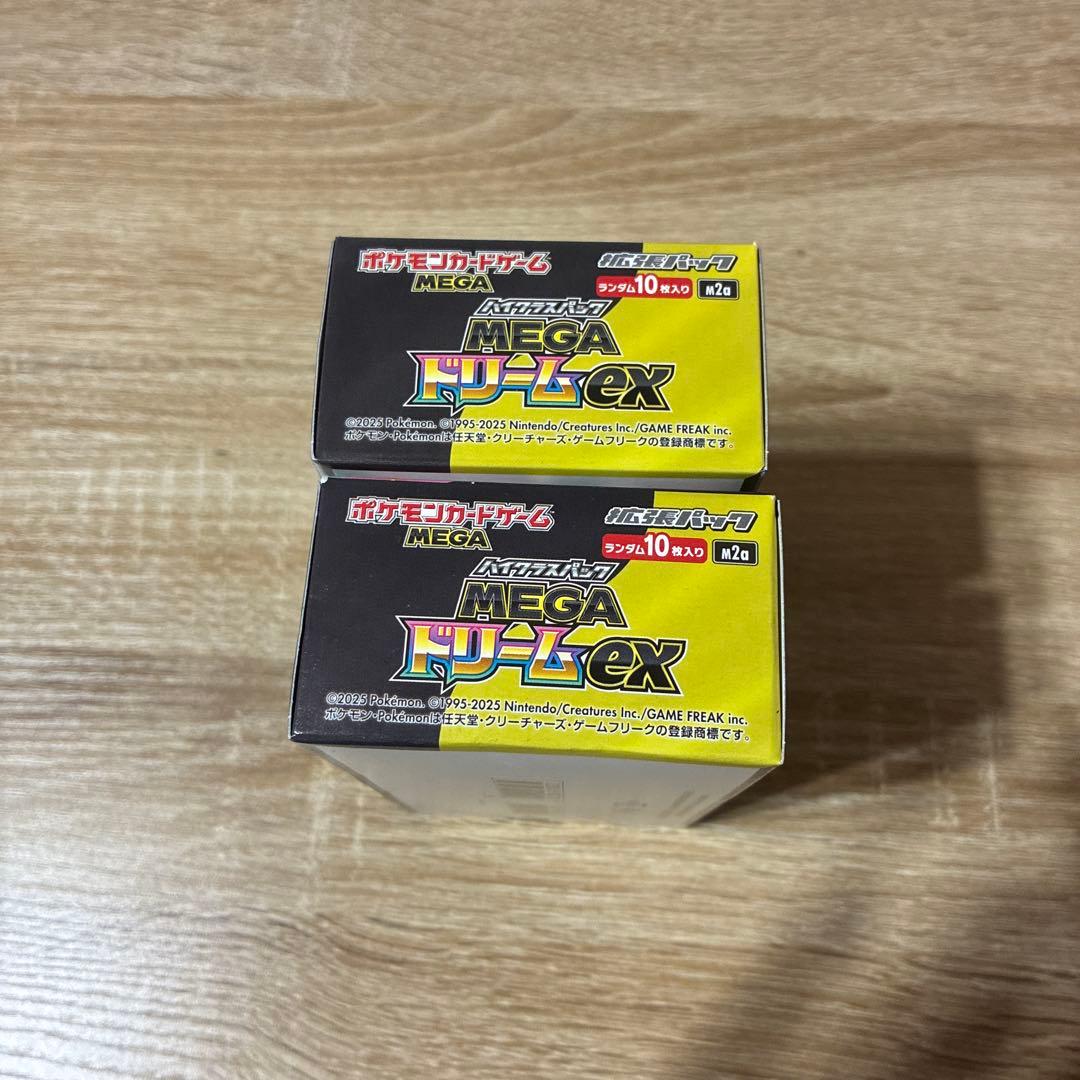 ポケモンカードゲーム
MEGA
拡張パック
ランダム10枚入り M2a
ハイクラスパック
MEGA
ドリームex
©2025 Pokémon. ©1995-2025 Nintendo/Creatures Inc./GAME FREAK inc.
ポケモン・Pokémonは任天堂・クリーチャーズ・ゲームフリークの登録商標です。
ポケモンカードゲーム
MEGA
拡張パック
ランダム10枚入り M2a
ハイクラスパック
MEGA
ドリームex
©2025 Pokémon. ©1995-2025 Nintendo/Creatures Inc./GAME FREAK inc.
ポケモン・Pokémonは任天堂・クリーチャーズ・ゲームフリークの登録商標です。